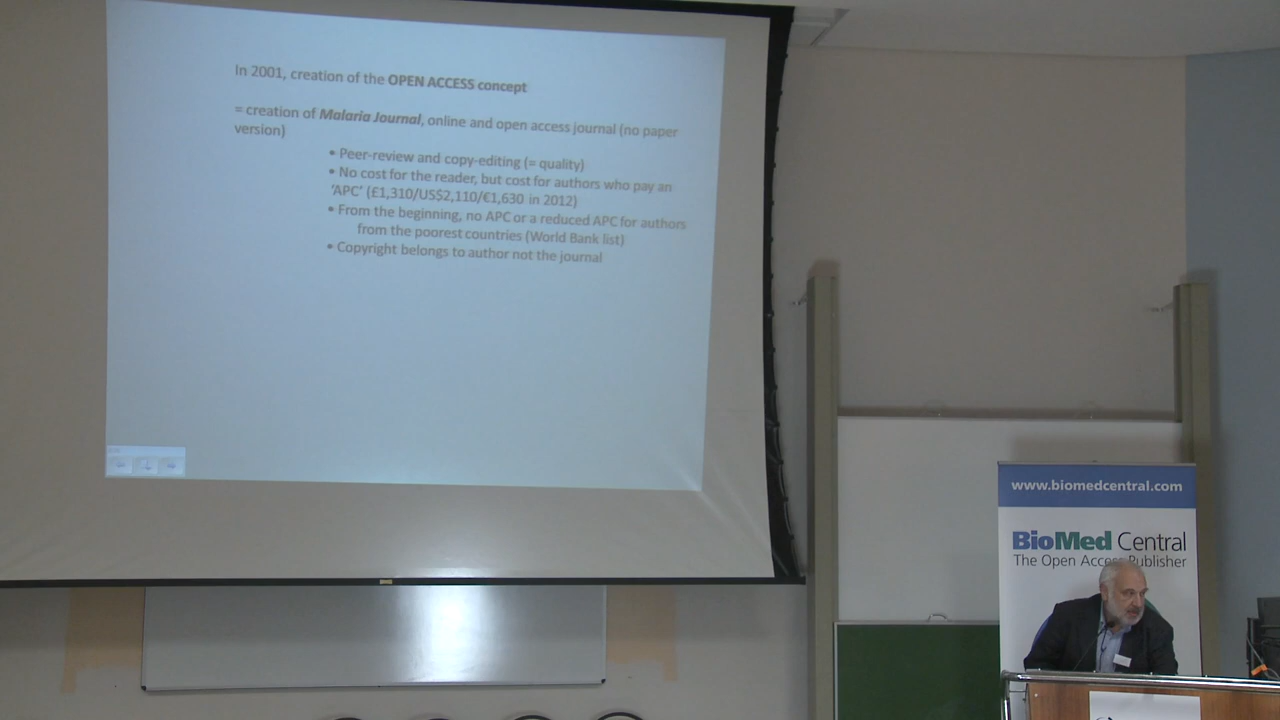 In 2001, creation of the OPEN ACCESS concept
= creation of Malaria Journal, online and open access journal (no paper
version)
• Peer-review and copy-editing (= quality)
• No cost for the reader, but cost for authors who pay an
'APC' (£1,310/US$2,110/€1,630 in 2012)
• From the beginning, no APC or a reduced APC for authors
from the poorest countries (World Bank list)
• Copyright belongs to author not the journal
www.biomedcentral.com
BioMed Central
The Open Access Publisher